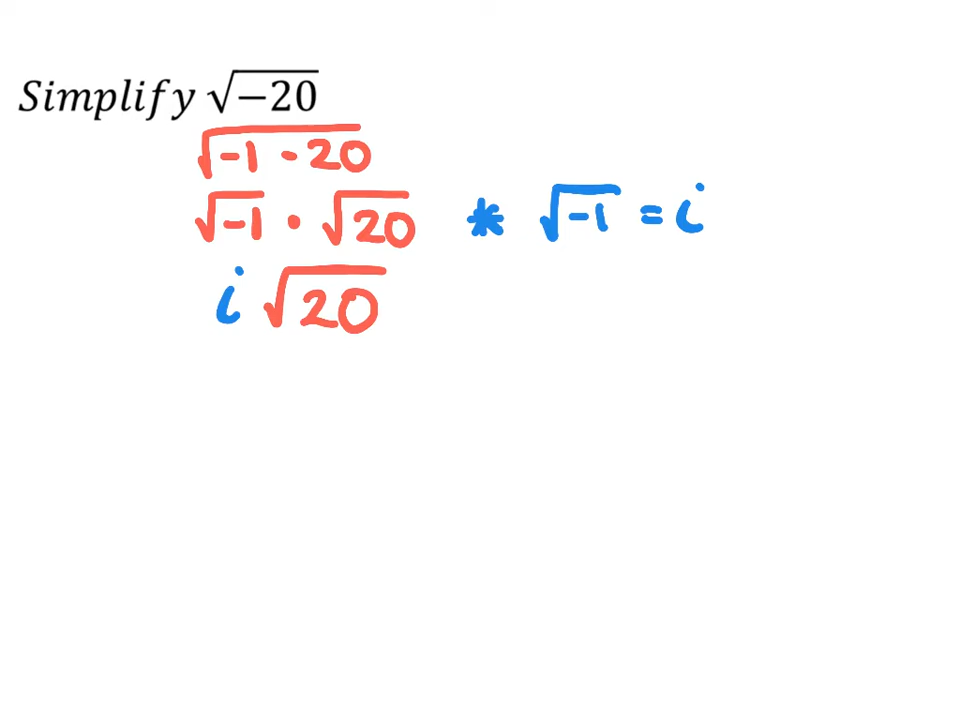 Simplify √−20
√-1 · 20
√-1 · √20 * √-1 = i
i √20